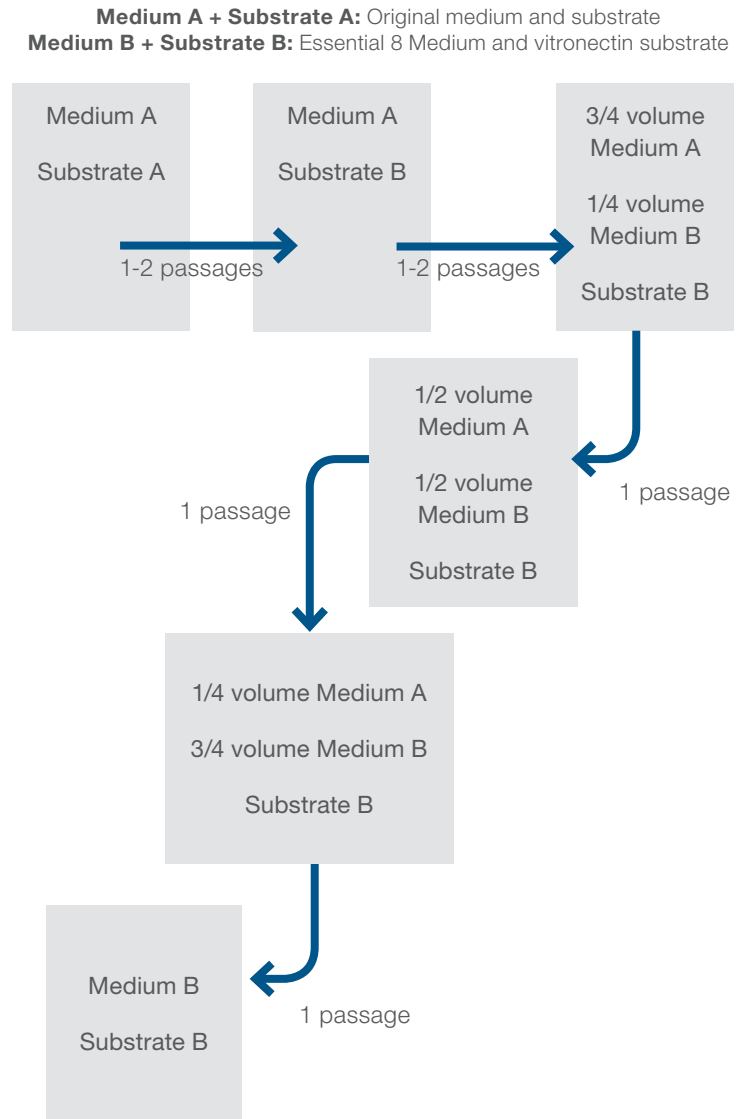 Medium A + Substrate A: Original medium and substrate
Medium B + Substrate B: Essential 8 Medium and vitronectin substrate
Medium A
Substrate A
1-2 passages
Medium A
Substrate B
1-2 passages
3/4 volume
Medium A
1/4 volume
Medium B
Substrate B
1 passage
1/2 volume
Medium A
1/2 volume
Medium B
Substrate B
1 passage
1/4 volume Medium A
3/4 volume Medium B
Substrate B
1 passage
Medium B
Substrate B